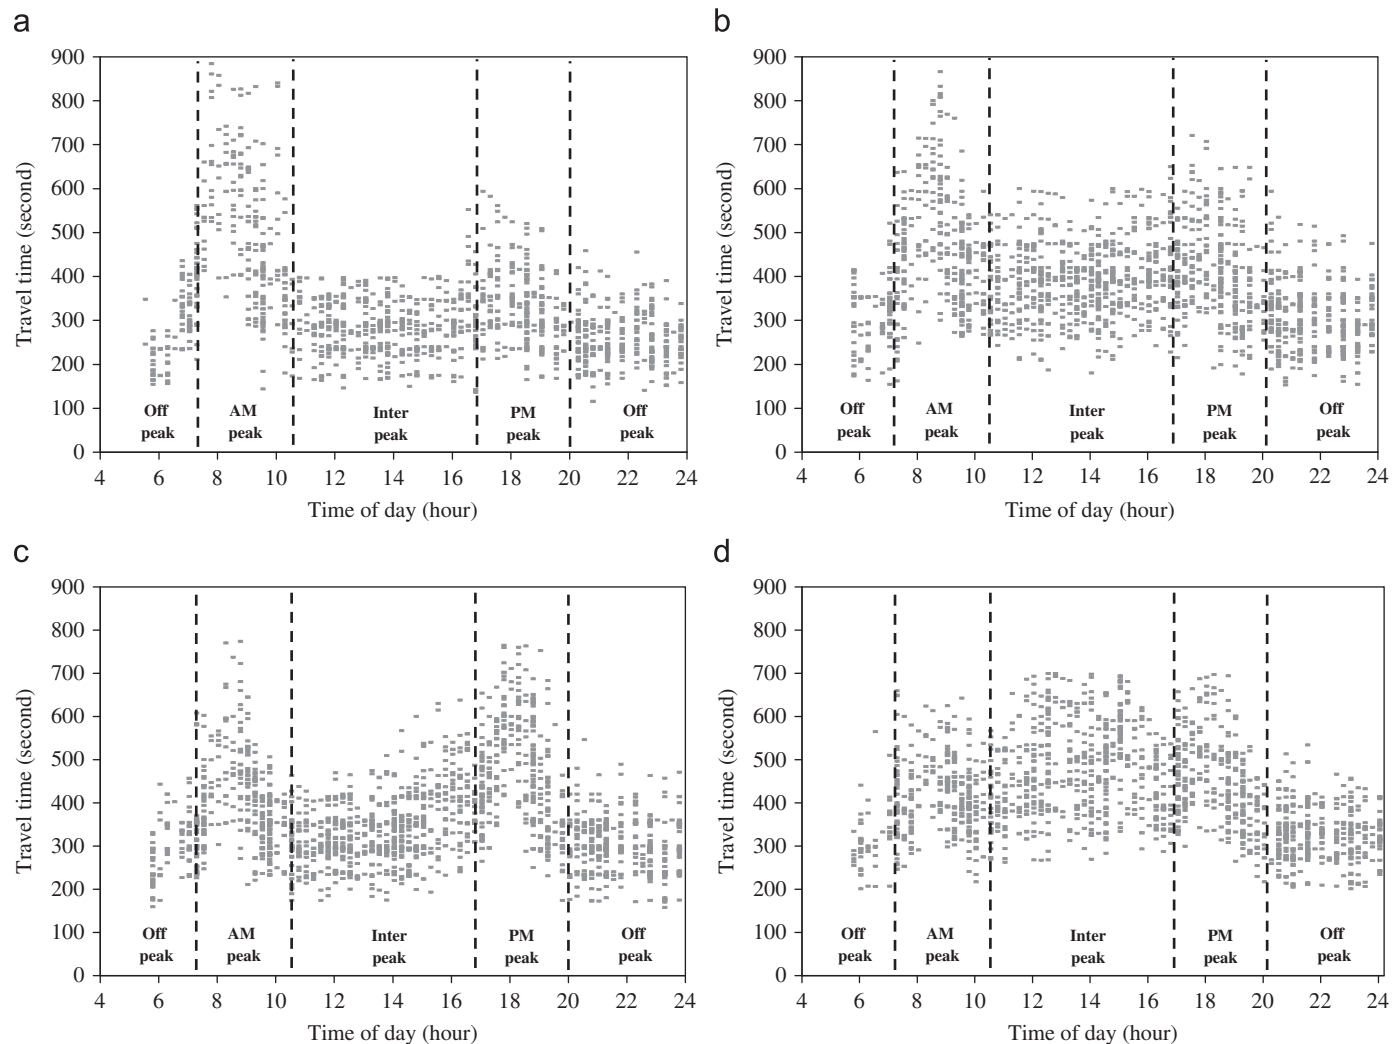 a
900
800
700
600
500
400
300
200
100
0
Travel time (second)
Off peak
AM peak
Inter peak
PM peak
Off peak
4 6 8 10 12 14 16 18 20 22 24
Time of day (hour)
b
900
800
700
600
500
400
300
200
100
0
Travel time (second)
Off peak
AM peak
Inter peak
PM peak
Off peak
4 6 8 10 12 14 16 18 20 22 24
Time of day (hour)
c
900
800
700
600
500
400
300
200
100
0
Travel time (second)
Off peak
AM peak
Inter peak
PM peak
Off peak
4 6 8 10 12 14 16 18 20 22 24
Time of day (hour)
d
900
800
700
600
500
400
300
200
100
0
Travel time (second)
Off peak
AM peak
Inter peak
PM peak
Off peak
4 6 8 10 12 14 16 18 20 22 24
Time of day (hour)